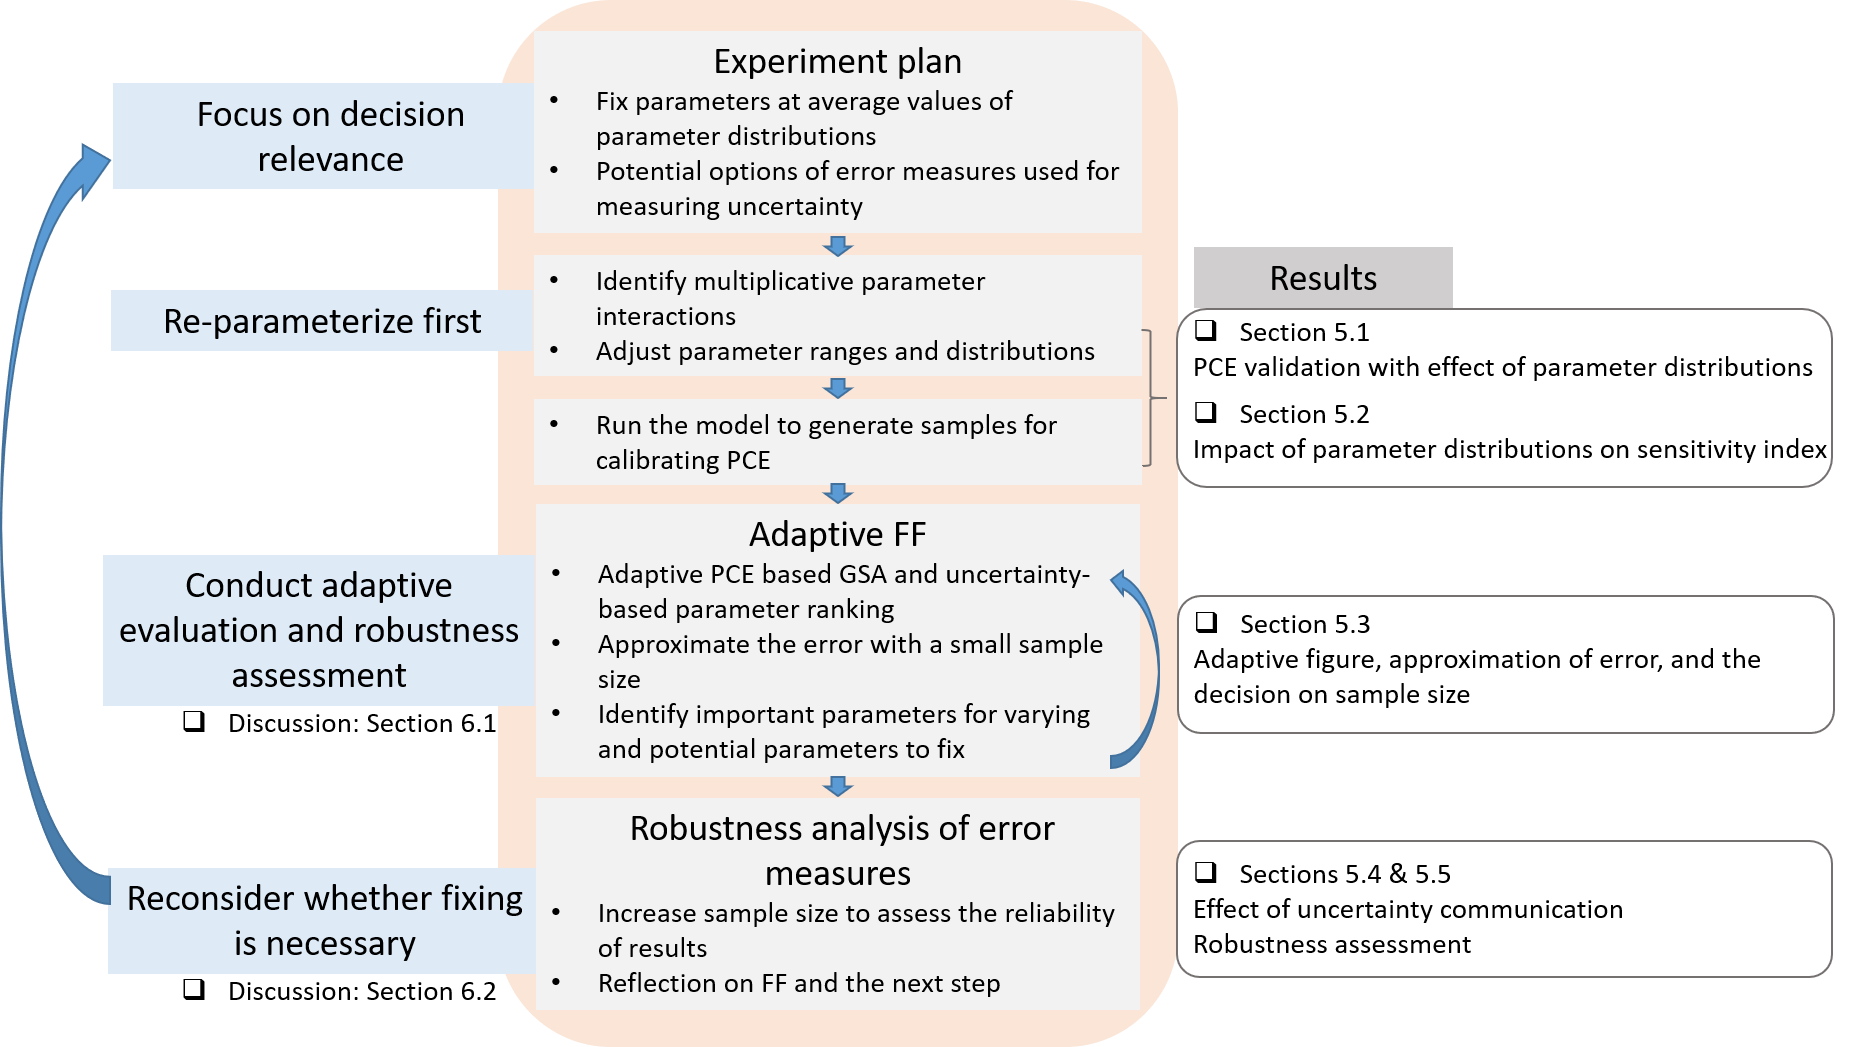 Experiment plan
• Fix parameters at average values of
parameter distributions
• Potential options of error measures used for
measuring uncertainty
Focus on decision
relevance
• Identify multiplicative parameter
interactions
• Adjust parameter ranges and distributions
Re-parameterize first
• Run the model to generate samples for
calibrating PCE
Results
❑ Section 5.1
PCE validation with effect of parameter distributions
❑ Section 5.2
Impact of parameter distributions on sensitivity index
Adaptive FF
• Adaptive PCE based GSA and uncertainty-
based parameter ranking
• Approximate the error with a small sample
size
• Identify important parameters for varying
and potential parameters to fix
Conduct adaptive
evaluation and robustness
assessment
❑ Discussion: Section 6.1
❑ Section 5.3
Adaptive figure, approximation of error, and the
decision on sample size
Robustness analysis of error
measures
• Increase sample size to assess the reliability
of results
• Reflection on FF and the next step
Reconsider whether fixing
is necessary
❑ Discussion: Section 6.2
❑ Sections 5.4 & 5.5
Effect of uncertainty communication
Robustness assessment